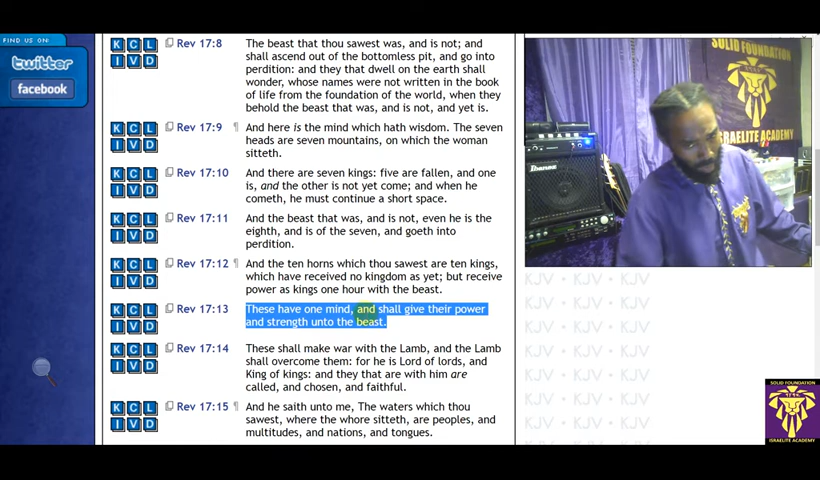 FIND US ON:
twitter
facebook
K C L
I V D
Rev 17:8
The beast that thou sawest was, and is not; and
shall ascend out of the bottomless pit, and go into
perdition: and they that dwell on the earth shall
wonder, whose names were not written in the book
of life from the foundation of the world, when they
behold the beast that was, and is not, and yet is.
K C L
I V D
Rev 17:9 ¶
And here is the mind which hath wisdom. The seven
heads are seven mountains, on which the woman
sitteth.
K C L
I V D
Rev 17:10
And there are seven kings: five are fallen, and one
is, and the other is not yet come; and when he
cometh, he must continue a short space.
K C L
I V D
Rev 17:11
And the beast that was, and is not, even he is the
eighth, and is of the seven, and goeth into
perdition.
K C L
I V D
Rev 17:12 ¶
And the ten horns which thou sawest are ten kings,
which have received no kingdom as yet; but receive
power as kings one hour with the beast.
K C L
I V D
Rev 17:13
These have one mind, and shall give their power
and strength unto the beast.
K C L
I V D
Rev 17:14
These shall make war with the Lamb, and the Lamb
shall overcome them: for he is Lord of lords, and
King of kings: and they that are with him are
called, and chosen, and faithful.
K C L
I V D
Rev 17:15 ¶
And he saith unto me, The waters which thou
sawest, where the whore sitteth, are peoples, and
multitudes, and nations, and tongues.
SOLID FOUNDATION
ISRAELITE
ACADEMY
Ibanez
KJV • KJV • KJV • KJV
KJV • KJV • KJV • KJV
KJV • KJV • KJV • KJV
KJV • KJV • KJV • KJV
KJV • KJV • KJV • KJV
KJV • KJV • KJV • KJV
KJV • KJV • KJV • KJV
SOLID FOUNDATION
ISRAELITE ACADEMY